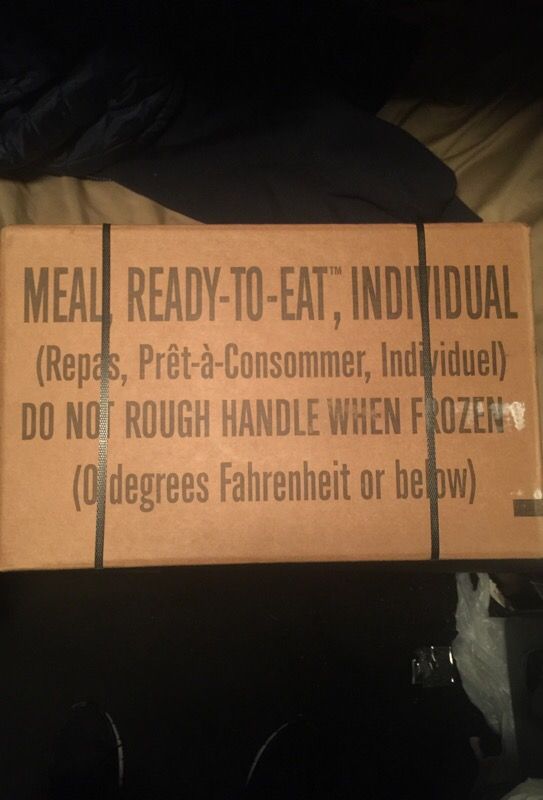 MEAL, READY-TO-EAT™, INDIVIDUAL
(Repas, Prêt-à-Consommer, Individuel)
DO NOT ROUGH HANDLE WHEN FROZEN
(0 degrees Fahrenheit or below)